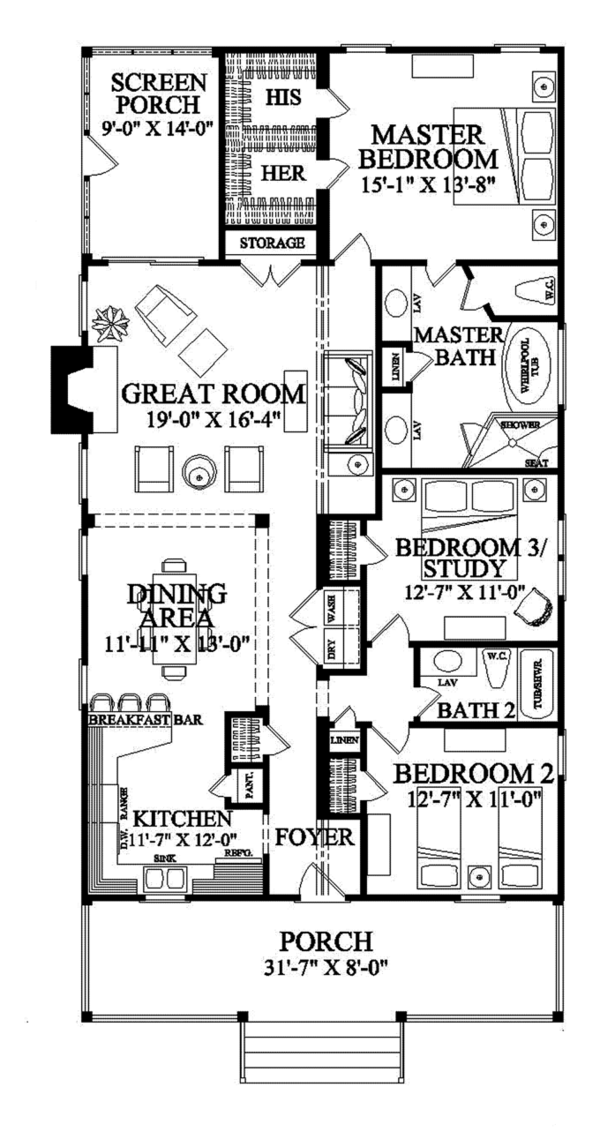 SCREEN
PORCH
9'-0" X 14'-0"
HIS
HER
STORAGE
MASTER
BEDROOM
15'-1" X 13'-8"
W.C.
LAV
MASTER
BATH
LINEN
WHIRLPOOL
TUB
LAV
SHOWER
SEAT
GREAT ROOM
19'-0" X 16'-4"
BEDROOM 3/
STUDY
12'-7" X 11'-0"
DINING
AREA
11'-11" X 13'-0"
WASH
DRY
W.C.
LAV
TUB/SHWR.
BATH 2
BREAKFAST BAR
LINEN
PANT.
BEDROOM 2
12'-7" X 11'-0"
RANGE
D.W.
KITCHEN
11'-7" X 12'-0"
REF'G.
SINK
FOYER
PORCH
31'-7" X 8'-0"